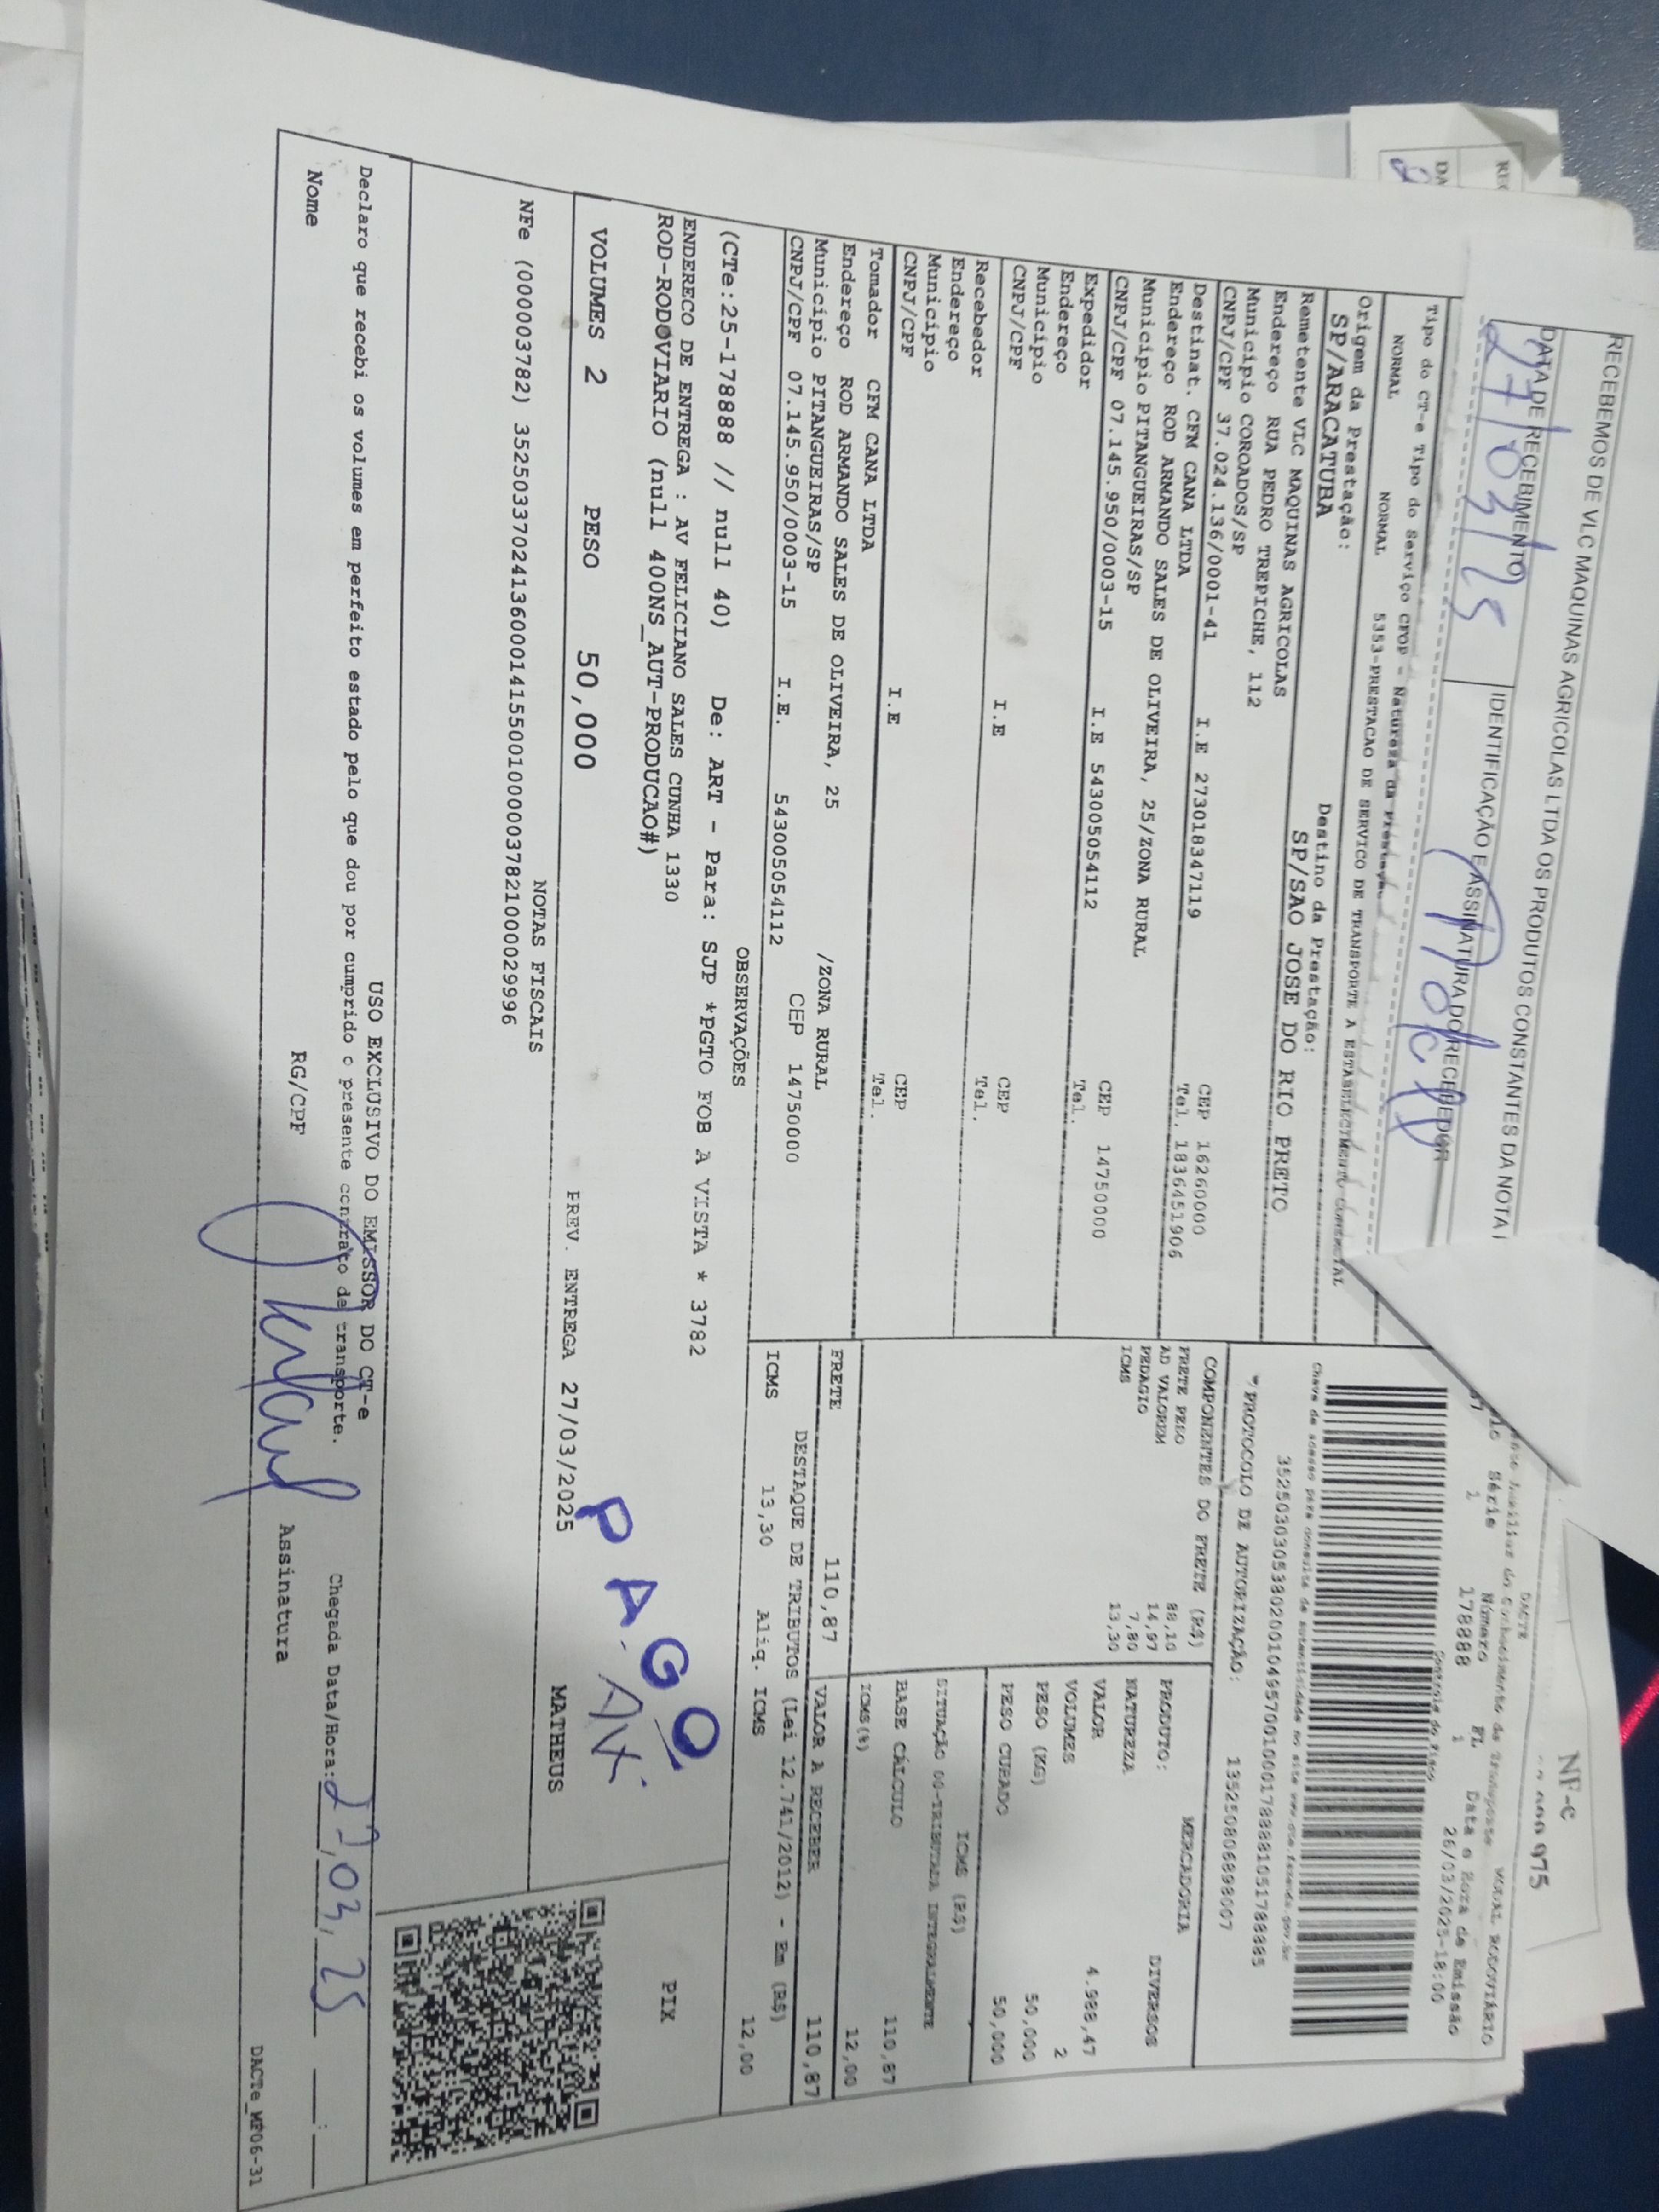 RECEBEMOS DE VLC MAQUINAS AGRICOLAS LTDA OS PRODUTOS CONSTANTES DA NOTA
DATA DE RECEBIMENTO
IDENTIFICAÇÃO E ASSINATURA DO RECEBEDOR
27/03/25
NF-e
975
DACTE
MODAL RODOVIÁRIO
Série Número FL Data e Hora de Emissão
1 178888 1 26/03/2025-18:00
Controle do Fisco
Tipo do CT-e Tipo do Serviço CFOP - Natureza da Prestação
NORMAL NORMAL 5353-PRESTACAO DE SERVICO DE TRANSPORTE A ESTABELECIMENTO COMERCIAL
Origem da Prestação: Destino da Prestação:
SP/ARACATUBA SP/SAO JOSE DO RIO PRETO
Chave de acesso para consulta de autenticidade no site www.cte.fazenda.gov.br
35250303053802001049570010001788881051788885
*PROTOCOLO DE AUTORIZAÇÃO: 135250806898007
Remetente VLC MAQUINAS AGRICOLAS
Endereço RUA PEDRO TREPICHE, 112
Município COROADOS/SP CEP 16260000
CNPJ/CPF 37.024.136/0001-41 I.E 273018347119 Tel. 1836451906
Destinat. CFM CANA LTDA
Endereço ROD ARMANDO SALES DE OLIVEIRA, 25/ZONA RURAL
Município PITANGUEIRAS/SP CEP 14750000
CNPJ/CPF 07.145.950/0003-15 I.E 543005054112 Tel.
Expedidor
Endereço
Município CEP
CNPJ/CPF I.E Tel.
Recebedor
Endereço
Município CEP
CNPJ/CPF I.E Tel.
Tomador CFM CANA LTDA
Endereço ROD ARMANDO SALES DE OLIVEIRA, 25 /ZONA RURAL
Município PITANGUEIRAS/SP CEP 14750000
CNPJ/CPF 07.145.950/0003-15 I.E. 543005054112
COMPONENTES DO FRETE (R$)
FRETE PESO 88,10
AD VALOREM 14,97
PEDAGIO 7,80
ICMS 13,30
MERCADORIA
PRODUTO:
NATUREZA DIVERSOS
VALOR 4.988,47
VOLUMES 2
PESO (KG) 50,000
PESO CUBADO 50,000
ICMS (R$)
SITUAÇÃO 00-TRIBUTADA INTEGRALMENTE
BASE CÁLCULO 110,87
ICMS(%) 12,00
FRETE 110,87
VALOR A RECEBER 110,87
DESTAQUE DE TRIBUTOS (Lei 12.741/2012) - Em (R$)
ICMS 13,30 Aliq. ICMS 12,00
OBSERVAÇÕES
(CTe:25-178888 // null 40) De: ART - Para: SJP *PGTO FOB A VISTA * 3782
ENDERECO DE ENTREGA : AV FELICIANO SALES CUNHA 1330
ROD-RODOVIARIO (null 400NS_AUT-PRODUCAO#)
PAGO
PIX
VOLUMES 2 PESO 50,000 PREV. ENTREGA 27/03/2025 MATHEUS
NOTAS FISCAIS
NFe (000003782) 35250337024136000141550010000037821000029996
USO EXCLUSIVO DO EMISSOR DO CT-e
Declaro que recebi os volumes em perfeito estado pelo que dou por cumprido o presente contrato de transporte.
Chegada Data/Hora: 27,03,25 __:__
Nome RG/CPF Assinatura
DACTe_MP06-31